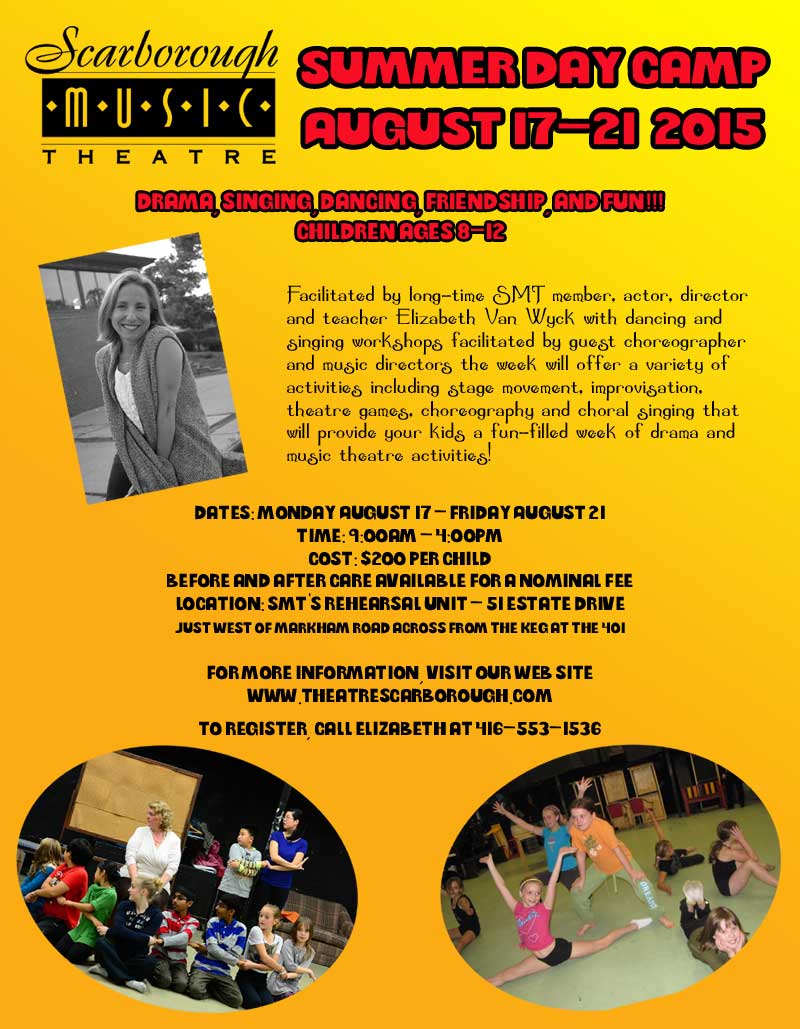 Scarborough
MUSIC
THEATRE
SUMMER DAY CAMP
AUGUST 17-21 2015
DRAMA, SINGING, DANCING, FRIENDSHIP, AND FUN!!!
CHILDREN AGES 8-12
Facilitated by long-time SMT member, actor, director
and teacher Elizabeth Van Wyck with dancing and
singing workshops facilitated by guest choreographer
and music directors the week will offer a variety of
activities including stage movement, improvisation,
theatre games, choreography and choral singing that
will provide your kids a fun-filled week of drama and
music theatre activities!
DATES: MONDAY AUGUST 17 - FRIDAY AUGUST 21
TIME: 9:00AM - 4:00PM
COST: $200 PER CHILD
BEFORE AND AFTER CARE AVAILABLE FOR A NOMINAL FEE
LOCATION: SMT'S REHEARSAL UNIT - 51 ESTATE DRIVE
JUST WEST OF MARKHAM ROAD ACROSS FROM THE KEG AT THE 401
FOR MORE INFORMATION, VISIT OUR WEB SITE
WWW.THEATRESCARBOROUGH.COM
TO REGISTER, CALL ELIZABETH AT 416-553-1536